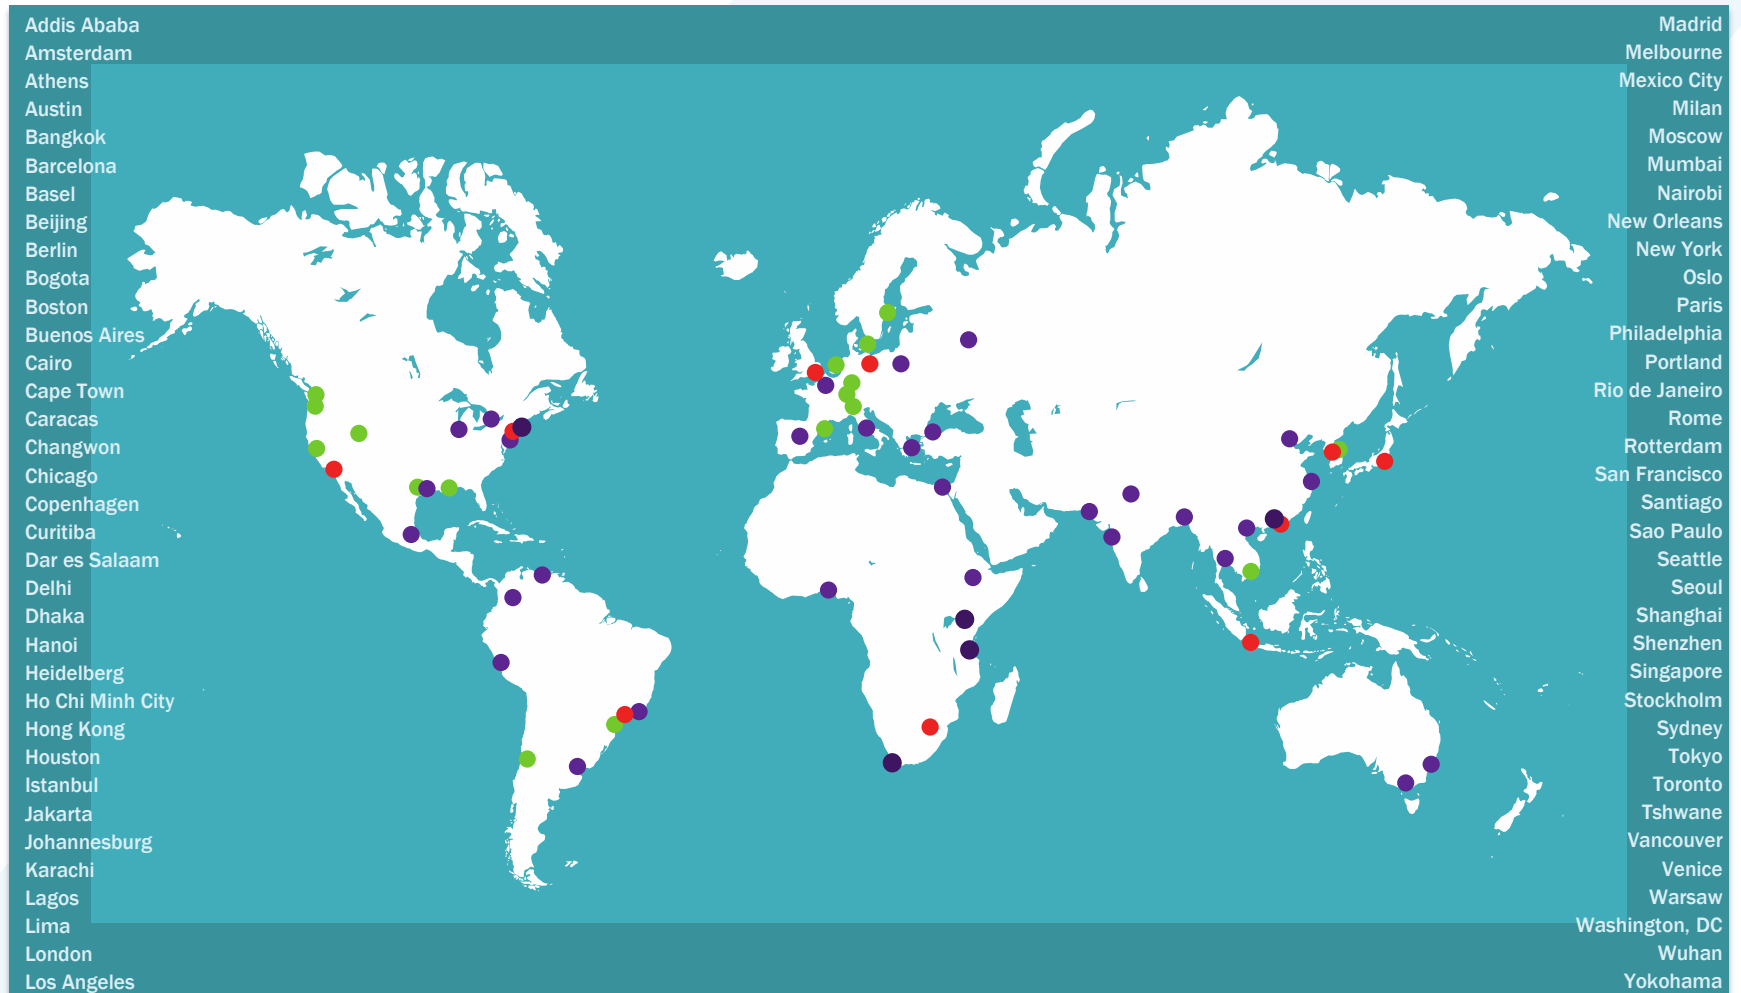 Addis Ababa
Amsterdam
Athens
Austin
Bangkok
Barcelona
Basel
Beijing
Berlin
Bogota
Boston
Buenos Aires
Cairo
Cape Town
Caracas
Changwon
Chicago
Copenhagen
Curitiba
Dar es Salaam
Delhi
Dhaka
Hanoi
Heidelberg
Ho Chi Minh City
Hong Kong
Houston
Istanbul
Jakarta
Johannesburg
Karachi
Lagos
Lima
London
Los Angeles
Madrid
Melbourne
Mexico City
Milan
Moscow
Mumbai
Nairobi
New Orleans
New York
Oslo
Paris
Philadelphia
Portland
Rio de Janeiro
Rome
Rotterdam
San Francisco
Santiago
Sao Paulo
Seattle
Seoul
Shanghai
Shenzhen
Singapore
Stockholm
Sydney
Tokyo
Toronto
Tshwane
Vancouver
Venice
Warsaw
Washington, DC
Wuhan
Yokohama